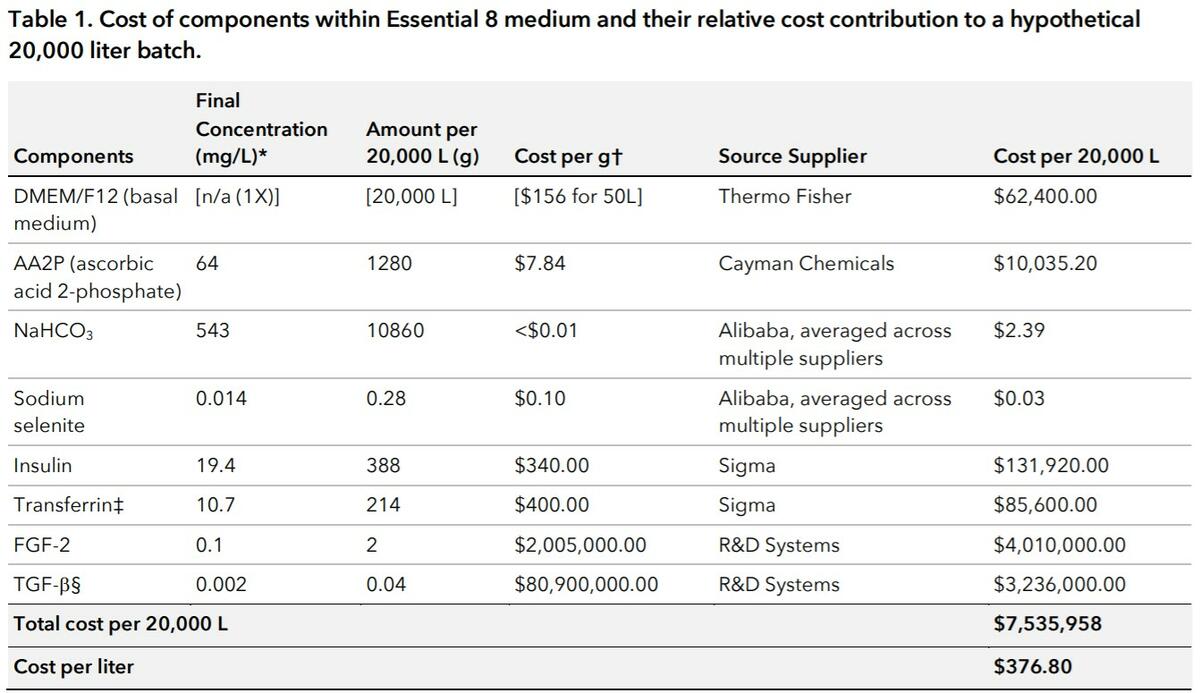 Table 1. Cost of components within Essential 8 medium and their relative cost contribution to a hypothetical
20,000 liter batch.
Components Final Concentration (mg/L)* Amount per 20,000 L (g) Cost per g† Source Supplier Cost per 20,000 L
DMEM/F12 (basal medium) [n/a (1X)] [20,000 L] [$156 for 50L] Thermo Fisher $62,400.00
AA2P (ascorbic acid 2-phosphate) 64 1280 $7.84 Cayman Chemicals $10,035.20
NaHCO₃ 543 10860 <$0.01 Alibaba, averaged across multiple suppliers $2.39
Sodium selenite 0.014 0.28 $0.10 Alibaba, averaged across multiple suppliers $0.03
Insulin 19.4 388 $340.00 Sigma $131,920.00
Transferrin‡ 10.7 214 $400.00 Sigma $85,600.00
FGF-2 0.1 2 $2,005,000.00 R&D Systems $4,010,000.00
TGF-β§ 0.002 0.04 $80,900,000.00 R&D Systems $3,236,000.00
Total cost per 20,000 L $7,535,958
Cost per liter $376.80